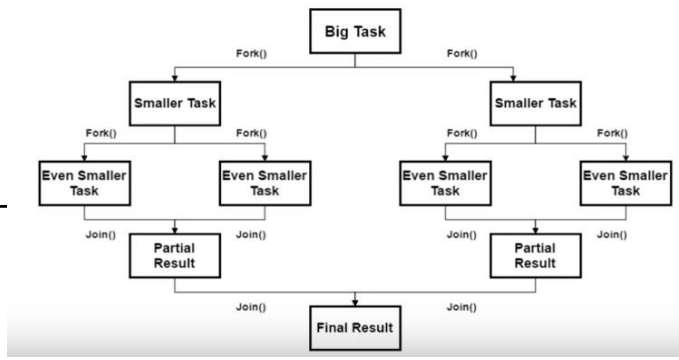 Big Task
Fork()
Fork()
Smaller Task
Smaller Task
Fork()
Fork()
Fork()
Fork()
Even Smaller
Task
Even Smaller
Task
Even Smaller
Task
Even Smaller
Task
Join()
Join()
Join()
Join()
Partial
Result
Partial
Result
Join()
Join()
Final Result